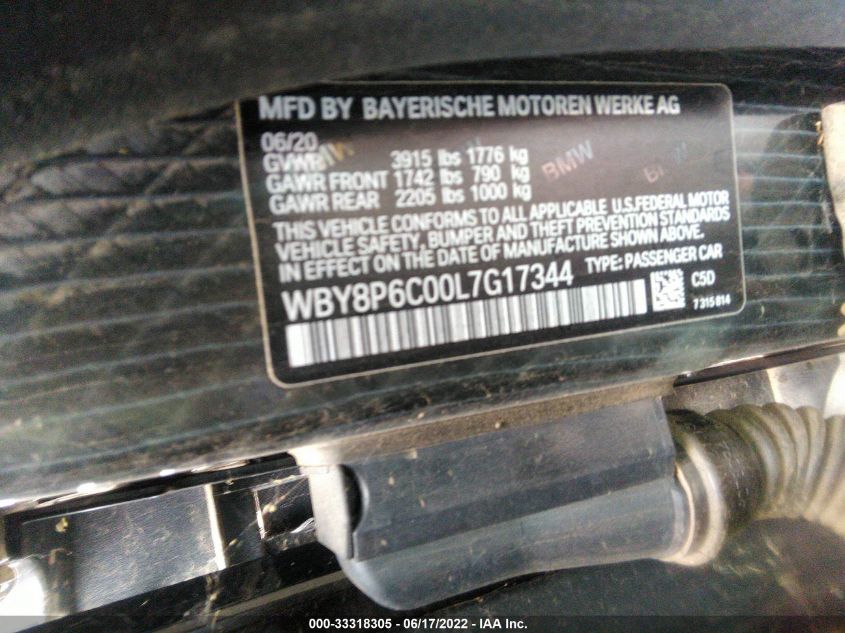 MFD BY BAYERISCHE MOTOREN WERKE AG
06/20
GVWR 3915 lbs 1776 kg
GAWR FRONT 1742 lbs 790 kg
GAWR REAR 2205 lbs 1000 kg
BMW
THIS VEHICLE CONFORMS TO ALL APPLICABLE U.S.FEDERAL MOTOR
VEHICLE SAFETY, BUMPER AND THEFT PREVENTION STANDARDS
IN EFFECT ON THE DATE OF MANUFACTURE SHOWN ABOVE.
WBY8P6C00L7G17344 TYPE: PASSENGER CAR
C5D
7 315 814
000-33318305 - 06/17/2022 - IAA Inc.